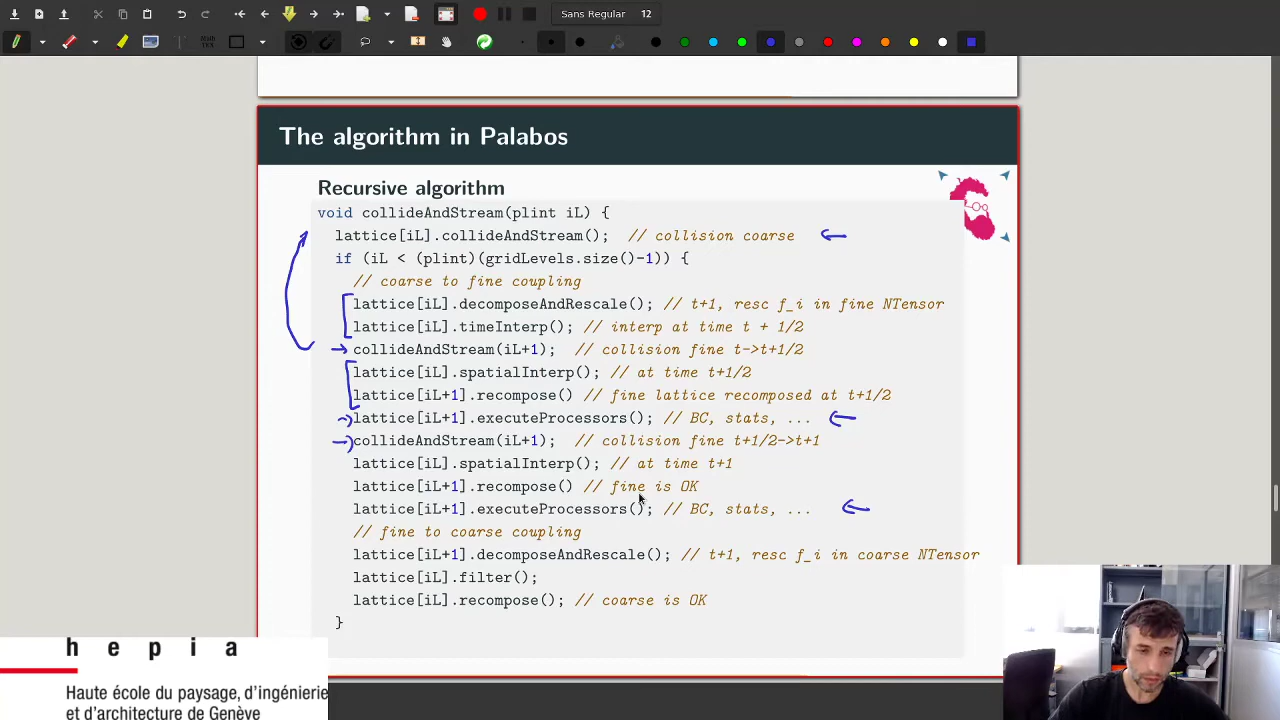 Sans Regular 12
The algorithm in Palabos
Recursive algorithm
void collideAndStream(plint iL) {
lattice[iL].collideAndStream(); // collision coarse
if (iL < (plint)(gridLevels.size()-1)) {
// coarse to fine coupling
lattice[iL].decomposeAndRescale(); // t+1, resc f_i in fine NTensor
lattice[iL].timeInterp(); // interp at time t + 1/2
collideAndStream(iL+1); // collision fine t->t+1/2
lattice[iL].spatialInterp(); // at time t+1/2
lattice[iL+1].recompose() // fine lattice recomposed at t+1/2
lattice[iL+1].executeProcessors(); // BC, stats, ...
collideAndStream(iL+1); // collision fine t+1/2->t+1
lattice[iL].spatialInterp(); // at time t+1
lattice[iL+1].recompose() // fine is OK
lattice[iL+1].executeProcessors(); // BC, stats, ...
// fine to coarse coupling
lattice[iL+1].decomposeAndRescale(); // t+1, resc f_i in coarse NTensor
lattice[iL].filter();
lattice[iL].recompose(); // coarse is OK
}
h e p i a
Haute école du paysage, d'ingénierie
et d'architecture de Genève